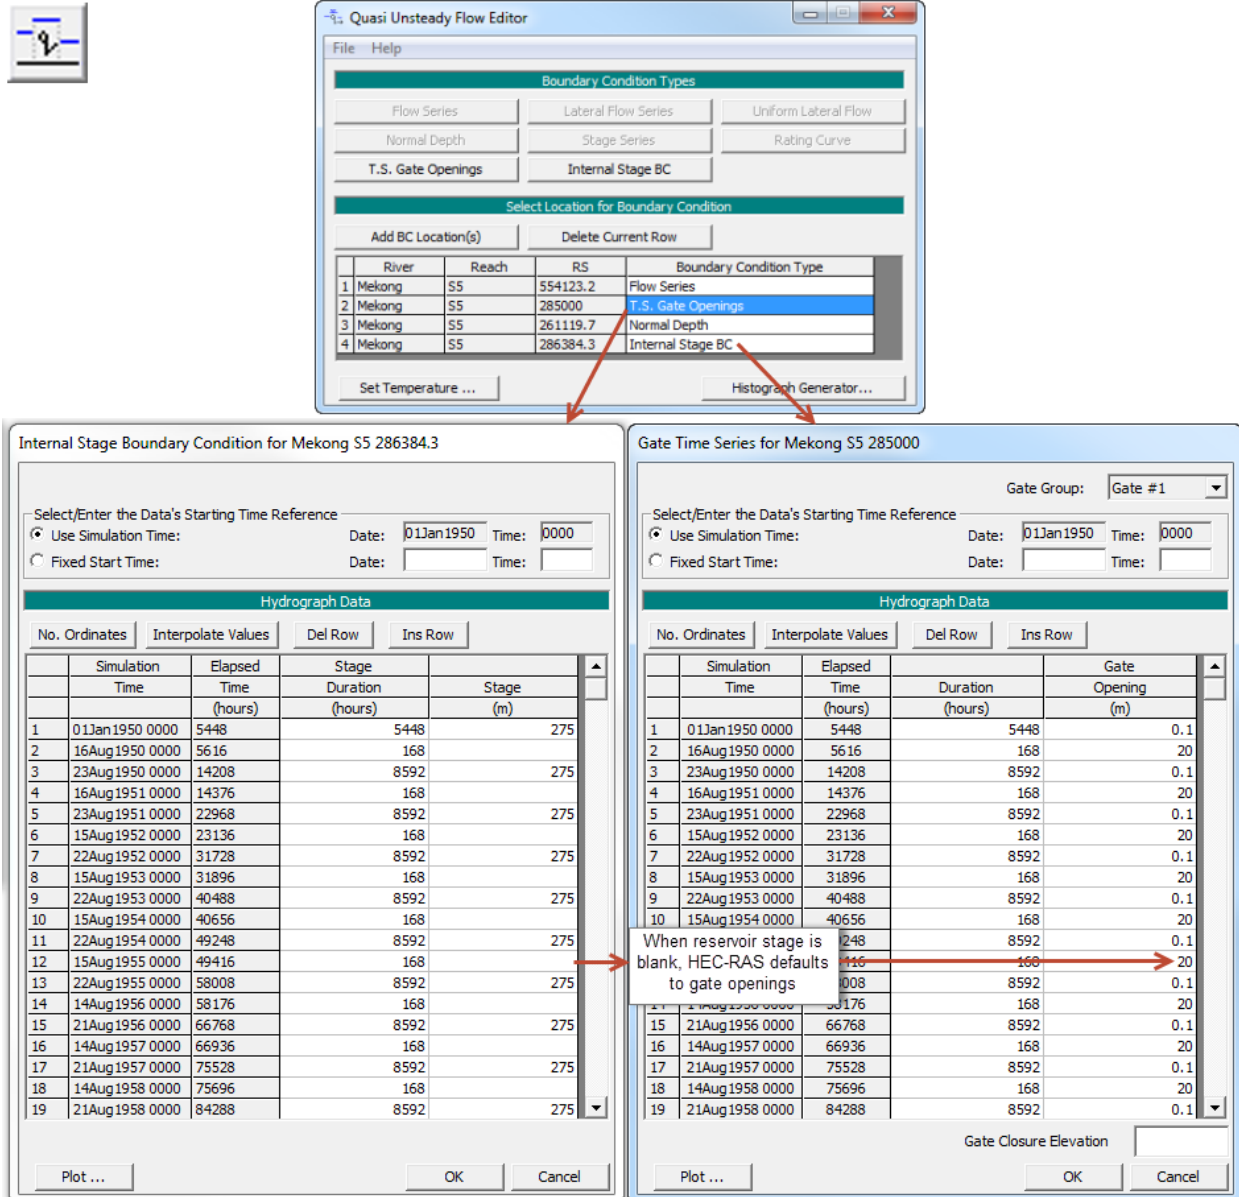 Quasi Unsteady Flow Editor
File Help
Boundary Condition Types
Flow Series Lateral Flow Series Uniform Lateral Flow
Normal Depth Stage Series Rating Curve
T.S. Gate Openings Internal Stage BC
Select Location for Boundary Condition
Add BC Location(s) Delete Current Row
River Reach RS Boundary Condition Type
1 Mekong S5 554123.2 Flow Series
2 Mekong S5 285000 T.S. Gate Openings
3 Mekong S5 261119.7 Normal Depth
4 Mekong S5 286384.3 Internal Stage BC
Set Temperature ... Histograph Generator...
Internal Stage Boundary Condition for Mekong S5 286384.3
Select/Enter the Data's Starting Time Reference
Use Simulation Time: Date: 01Jan1950 Time: 0000
Fixed Start Time: Date: Time:
Hydrograph Data
No. Ordinates Interpolate Values Del Row Ins Row
Simulation Elapsed Stage
Time Time Duration Stage
(hours) (hours) (m)
1 01Jan1950 0000 5448 5448 275
2 16Aug1950 0000 5616 168
3 23Aug1950 0000 14208 8592 275
4 16Aug1951 0000 14376 168
5 23Aug1951 0000 22968 8592 275
6 15Aug1952 0000 23136 168
7 22Aug1952 0000 31728 8592 275
8 15Aug1953 0000 31896 168
9 22Aug1953 0000 40488 8592 275
10 15Aug1954 0000 40656 168
11 22Aug1954 0000 49248 8592 275
12 15Aug1955 0000 49416 168
13 22Aug1955 0000 58008 8592 275
14 14Aug1956 0000 58176 168
15 21Aug1956 0000 66768 8592 275
16 14Aug1957 0000 66936 168
17 21Aug1957 0000 75528 8592 275
18 14Aug1958 0000 75696 168
19 21Aug1958 0000 84288 8592 275
Plot ... OK Cancel
Gate Time Series for Mekong S5 285000
Gate Group: Gate #1
Select/Enter the Data's Starting Time Reference
Use Simulation Time: Date: 01Jan1950 Time: 0000
Fixed Start Time: Date: Time:
Hydrograph Data
No. Ordinates Interpolate Values Del Row Ins Row
Simulation Elapsed Gate
Time Time Duration Opening
(hours) (hours) (m)
1 01Jan1950 0000 5448 5448 0.1
2 16Aug1950 0000 5616 168 20
3 23Aug1950 0000 14208 8592 0.1
4 16Aug1951 0000 14376 168 20
5 23Aug1951 0000 22968 8592 0.1
6 15Aug1952 0000 23136 168 20
7 22Aug1952 0000 31728 8592 0.1
8 15Aug1953 0000 31896 168 20
9 22Aug1953 0000 40488 8592 0.1
10 15Aug1954 0000 40656 168 20
8592 0.1
168 20
8592 0.1
168 20
15 21Aug1956 0000 66768 8592 0.1
16 14Aug1957 0000 66936 168 20
17 21Aug1957 0000 75528 8592 0.1
18 14Aug1958 0000 75696 168 20
19 21Aug1958 0000 84288 8592 0.1
Gate Closure Elevation
Plot ... OK Cancel
When reservoir stage is
blank, HEC-RAS defaults
to gate openings